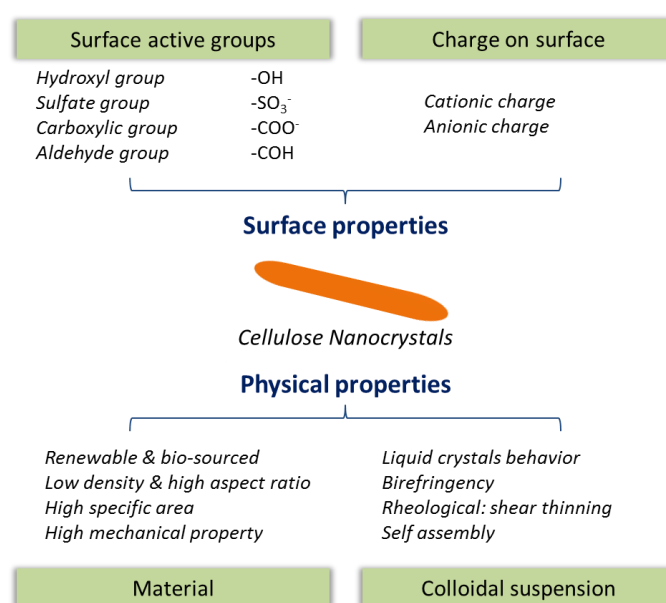 Surface active groups
Charge on surface
Hydroxyl group -OH
Sulfate group -SO₃⁻
Carboxylic group -COO⁻
Aldehyde group -COH
Cationic charge
Anionic charge
Surface properties
Cellulose Nanocrystals
Physical properties
Renewable & bio-sourced
Low density & high aspect ratio
High specific area
High mechanical property
Liquid crystals behavior
Birefringency
Rheological: shear thinning
Self assembly
Material
Colloidal suspension